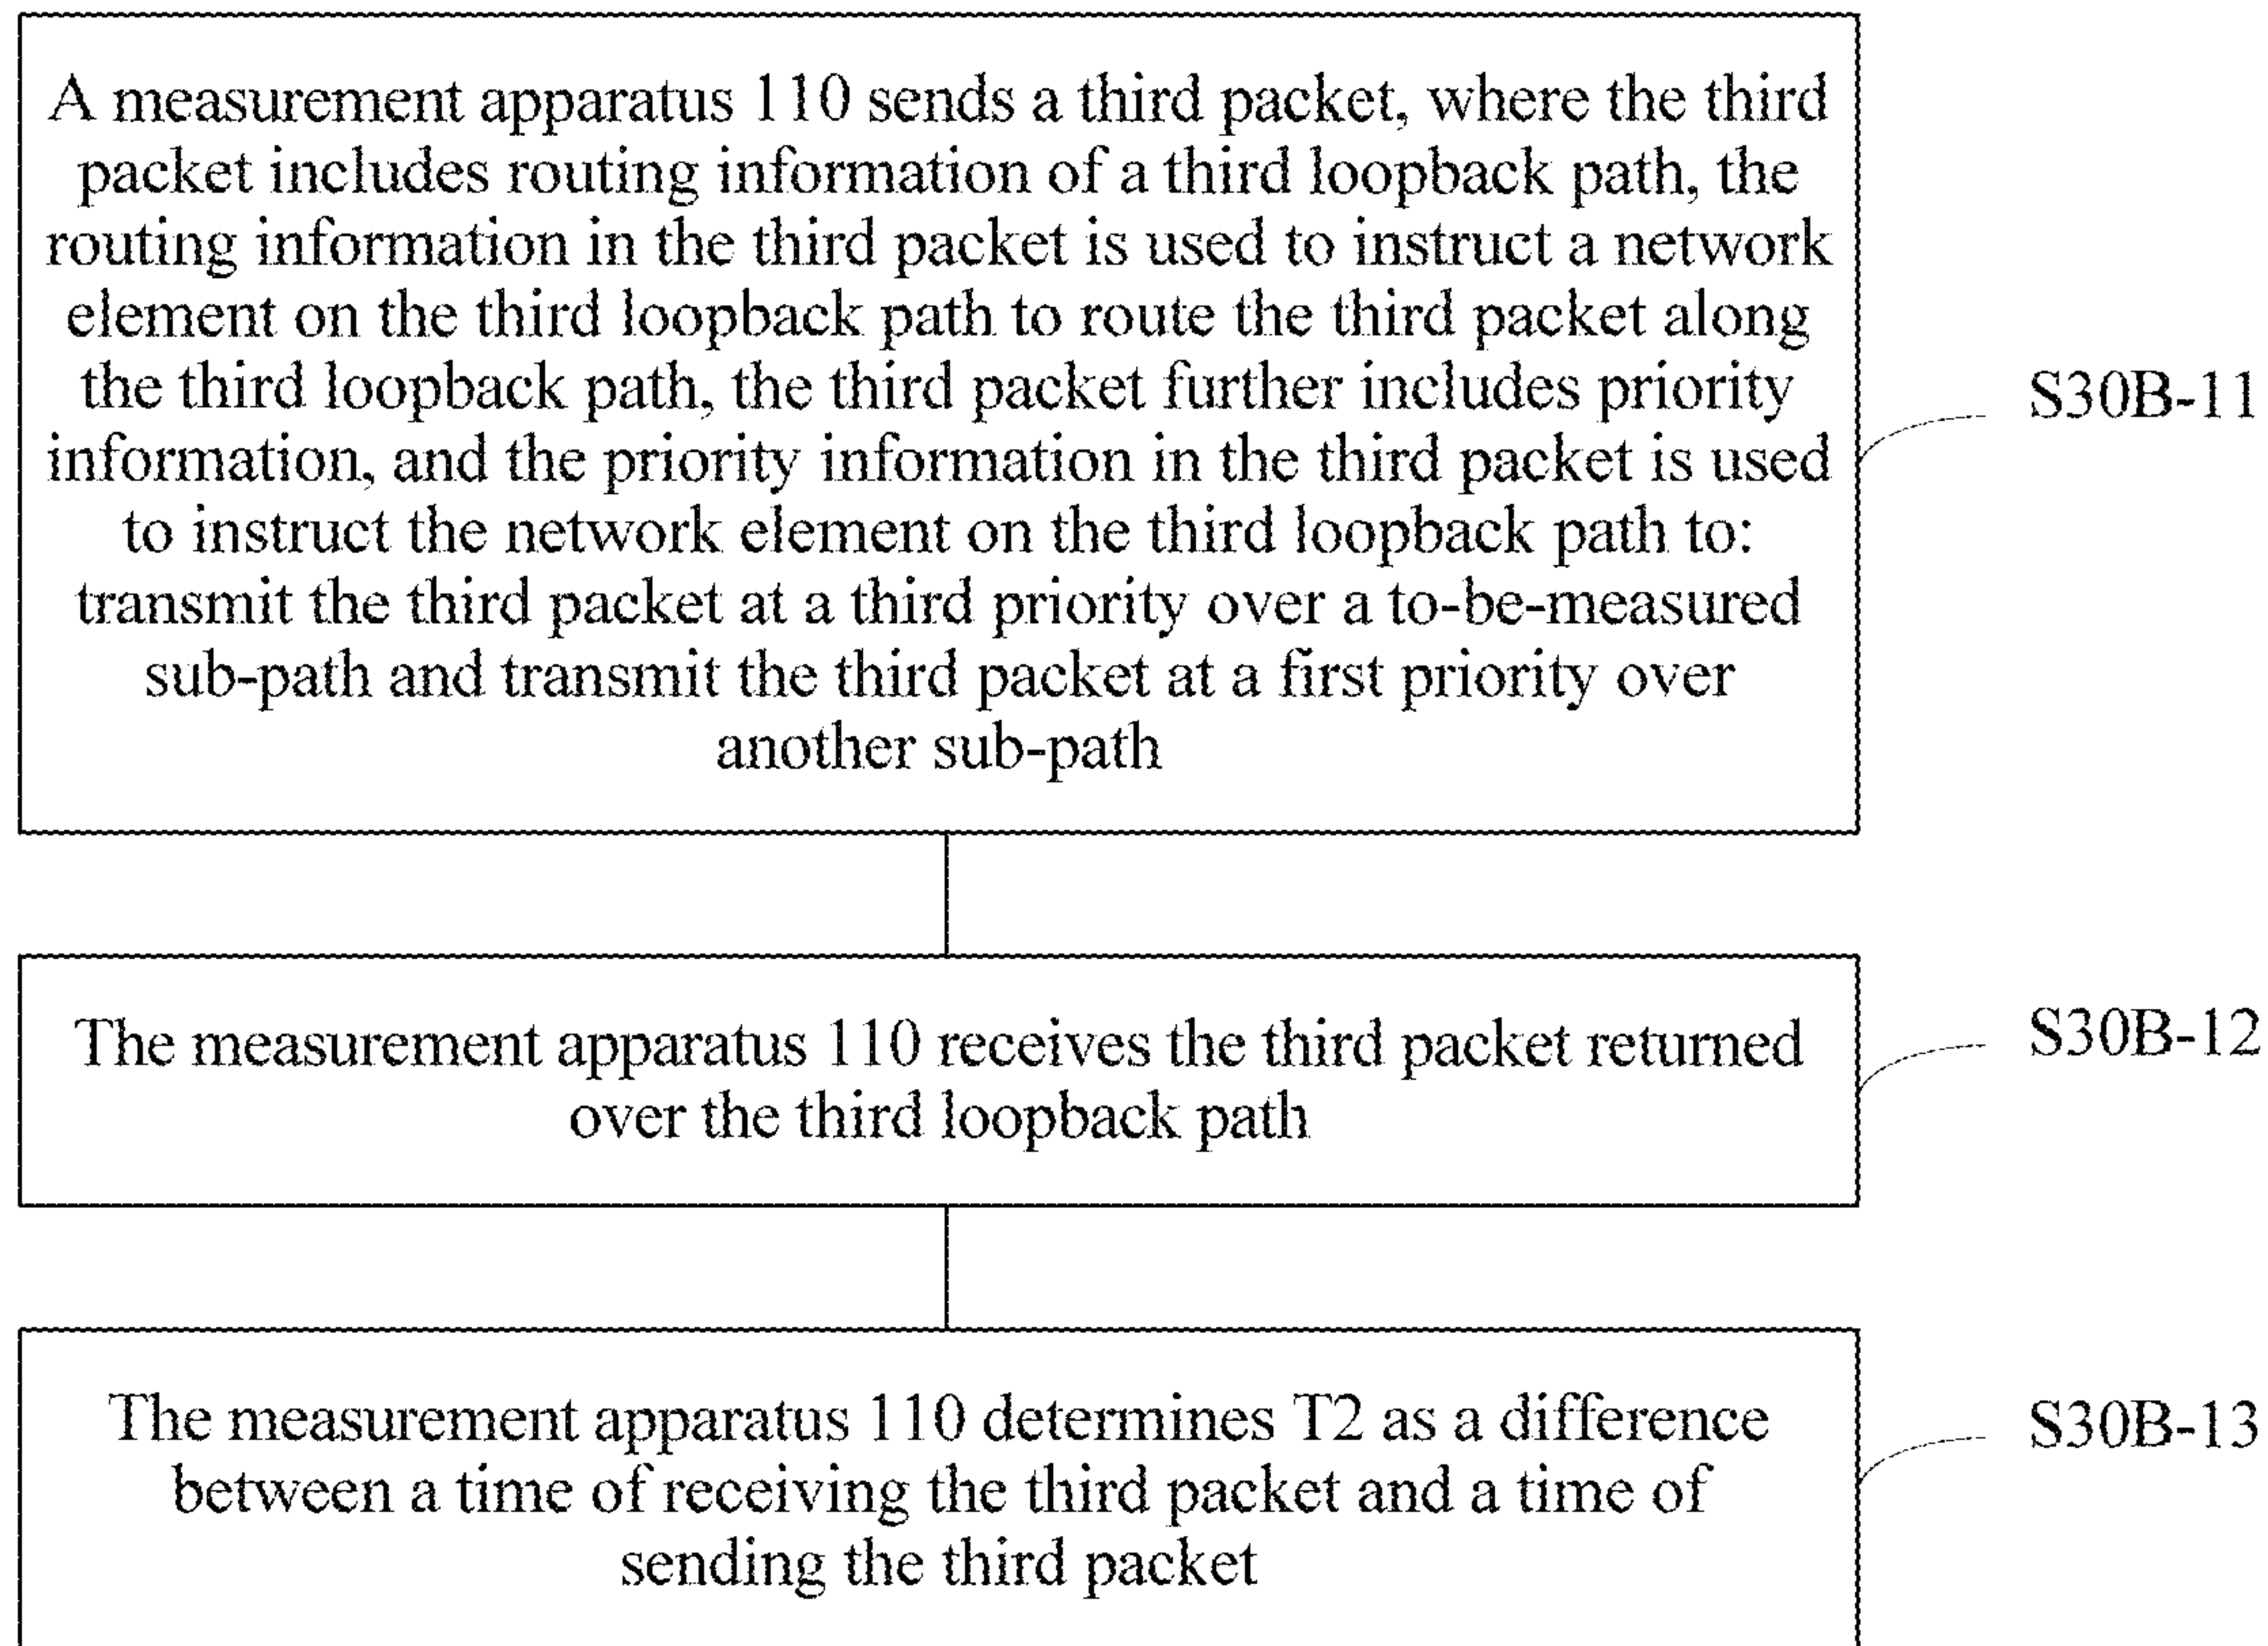 A measurement apparatus 110 sends a third packet, where the third
packet includes routing information of a third loopback path, the
routing information in the third packet is used to instruct a network
element on the third loopback path to route the third packet along
the third loopback path, the third packet further includes priority
information, and the priority information in the third packet is used
to instruct the network element on the third loopback path to:
transmit the third packet at a third priority over a to-be-measured
sub-path and transmit the third packet at a first priority over
another sub-path
S30B-11
The measurement apparatus 110 receives the third packet returned
over the third loopback path
S30B-12
The measurement apparatus 110 determines T2 as a difference
between a time of receiving the third packet and a time of
sending the third packet
S30B-13